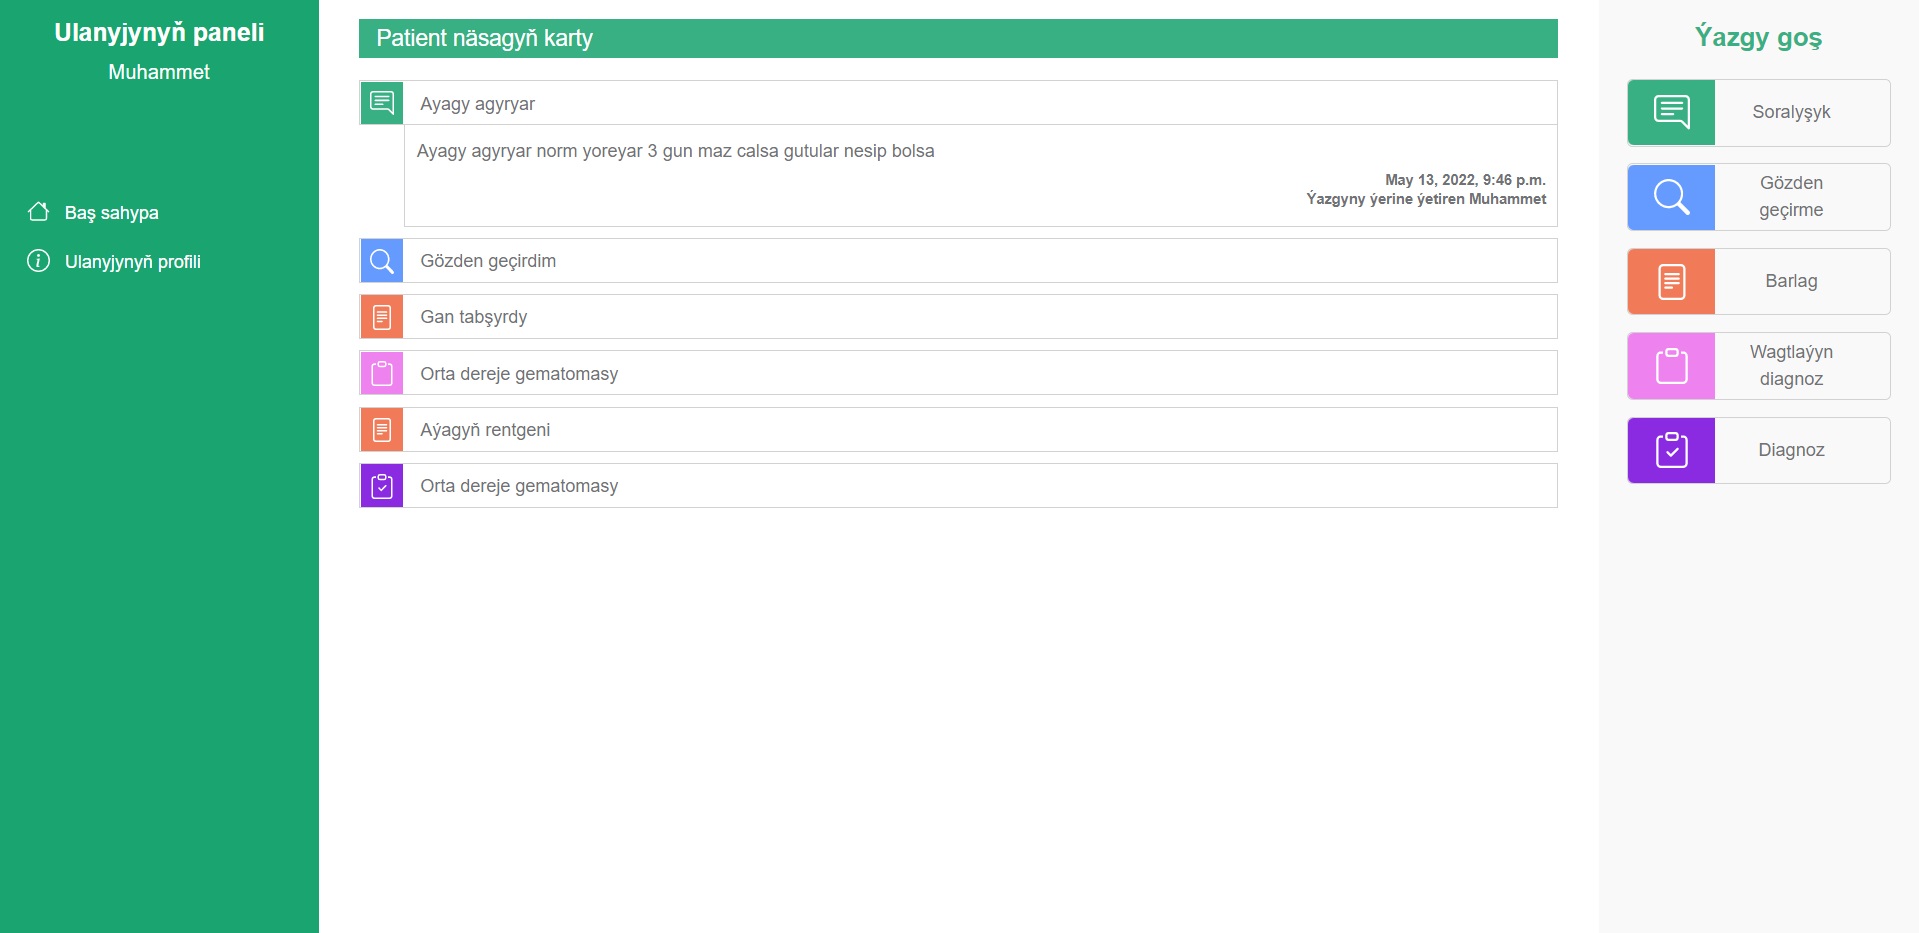 Ulanyjynyň paneli
Muhammet
Baş sahypa
Ulanyjynyň profili
Patient näsagyň karty
Ayagy agyryar
Ayagy agyryar norm yoreyar 3 gun maz calsa gutular nesip bolsa
May 13, 2022, 9:46 p.m.
Ýazgyny ýerine ýetiren Muhammet
Gözden geçirdim
Gan tabşyrdy
Orta dereje gematomasy
Aýagyň rentgeni
Orta dereje gematomasy
Ýazgy goş
Soralyşyk
Gözden
geçirme
Barlag
Wagtlaýyn
diagnoz
Diagnoz